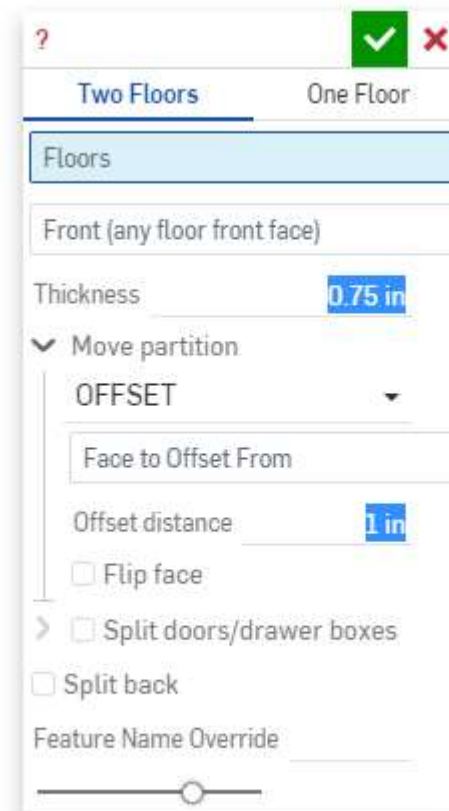 ?
Two Floors One Floor
Floors
Front (any floor front face)
Thickness 0.75 in
Move partition
OFFSET
Face to Offset From
Offset distance 1 in
Flip face
Split doors/drawer boxes
Split back
Feature Name Override